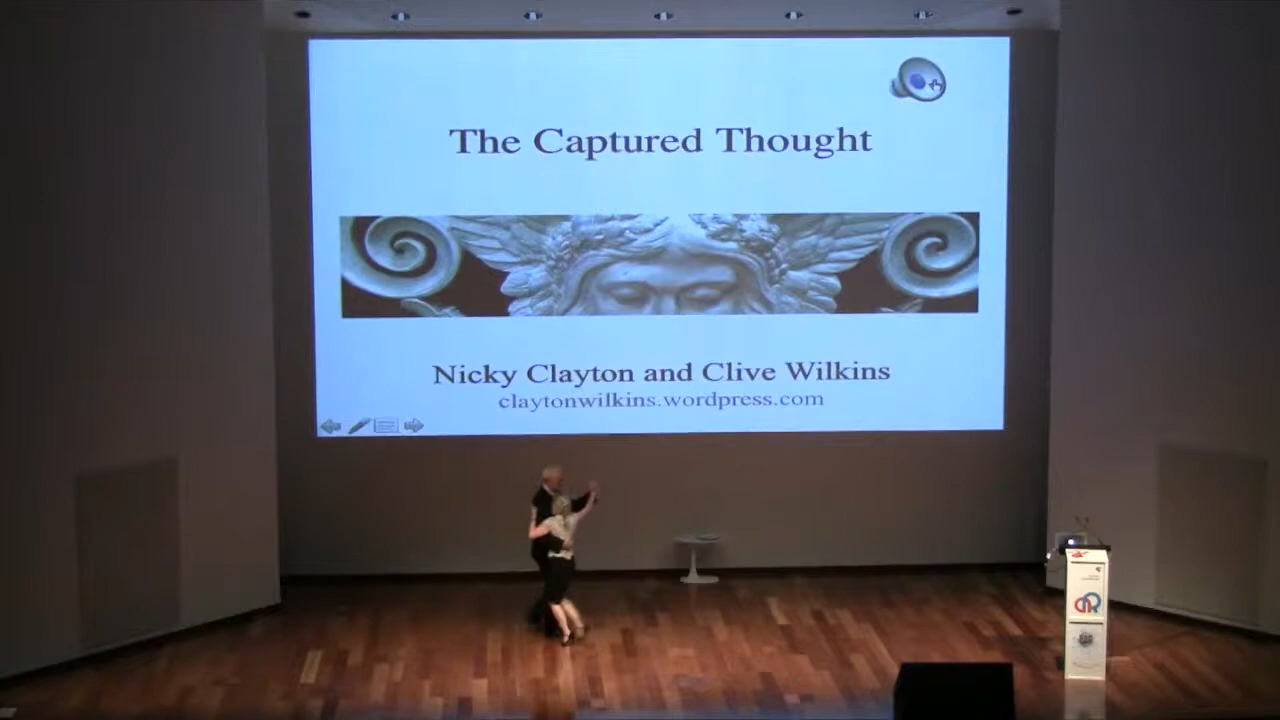 The Captured Thought
Nicky Clayton and Clive Wilkins
claytonwilkins.wordpress.com